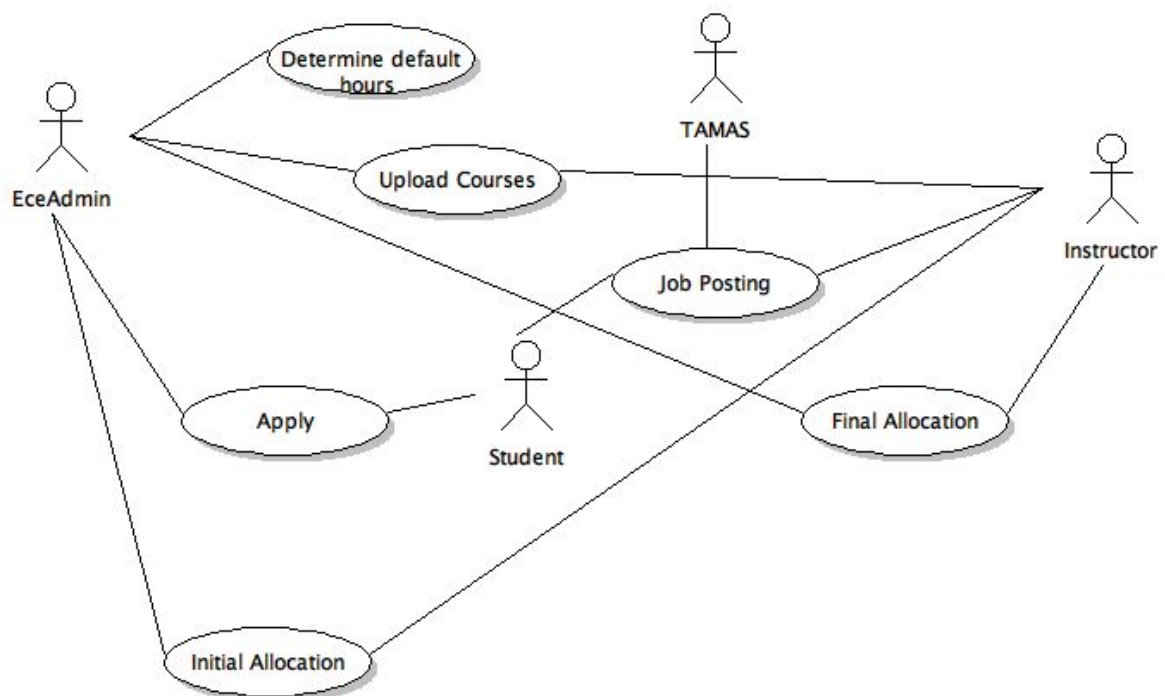 Determine default
hours
TAMAS
EceAdmin
Upload Courses
Instructor
Job Posting
Apply
Student
Final Allocation
Initial Allocation